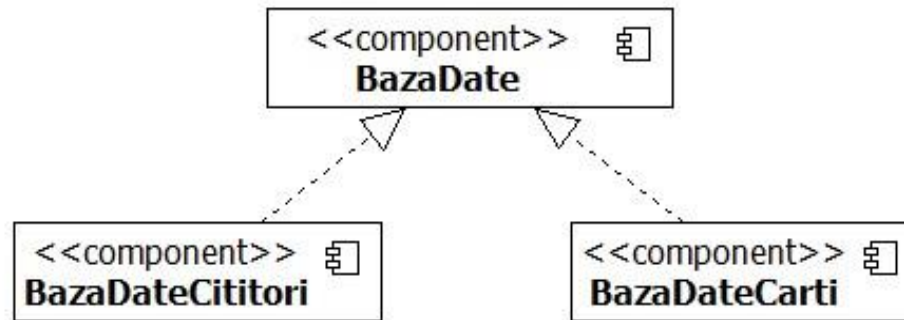 <<component>>
BazaDate
<<component>>
BazaDateCititori
<<component>>
BazaDateCarti